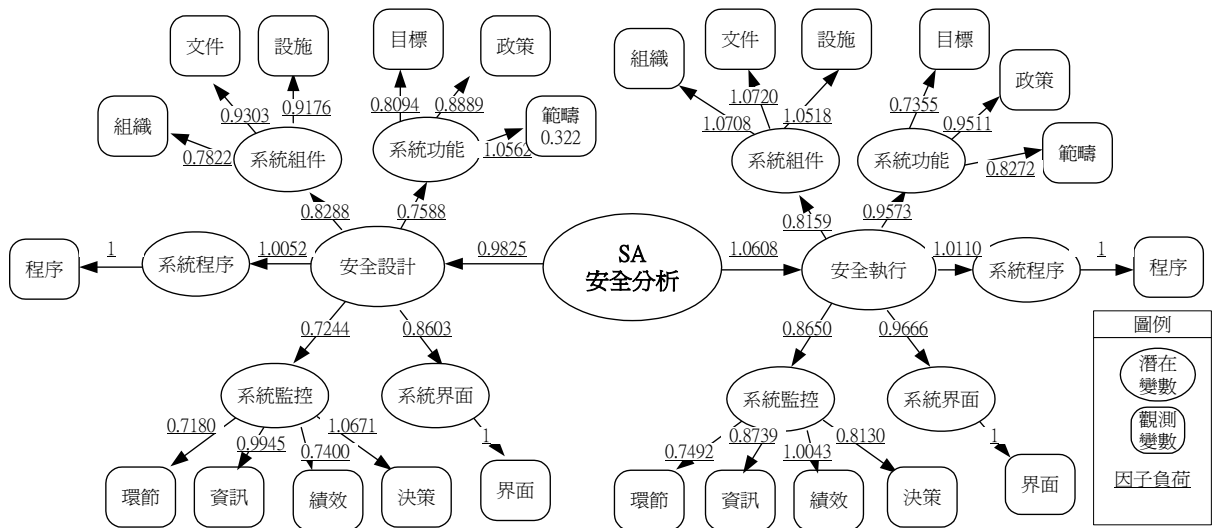 文件
設施
目標
政策
組織
0.9303
0.9176
0.8094
0.8889
範疇
0.322
0.7822
系統組件
系統功能
1.0562
0.8288
0.7588
程序
1
系統程序
1.0052
安全設計
0.9825
SA
安全分析
0.7244
0.8603
系統監控
系統界面
0.7180
0.9945
0.7400
1.0671
1
環節
資訊
績效
決策
界面
組織
文件
設施
目標
政策
1.0708
1.0720
1.0518
0.7355
0.9511
範疇
系統組件
系統功能
0.8272
0.8159
0.9573
1.0608
安全執行
1.0110
系統程序
1
程序
0.8650
0.9666
系統監控
系統界面
0.7492
0.8739
1.0043
0.8130
1
環節
資訊
績效
決策
界面
圖例
潛在
變數
觀測
變數
因子負荷